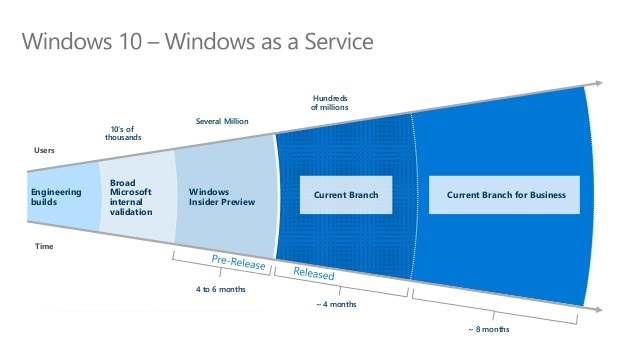 Windows 10 – Windows as a Service
Hundreds
of millions
Several Million
10's of
thousands
Users
Engineering
builds
Broad
Microsoft
internal
validation
Windows
Insider Preview
Current Branch
Current Branch for Business
Time
Pre-Release
Released
4 to 6 months
~ 4 months
~ 8 months